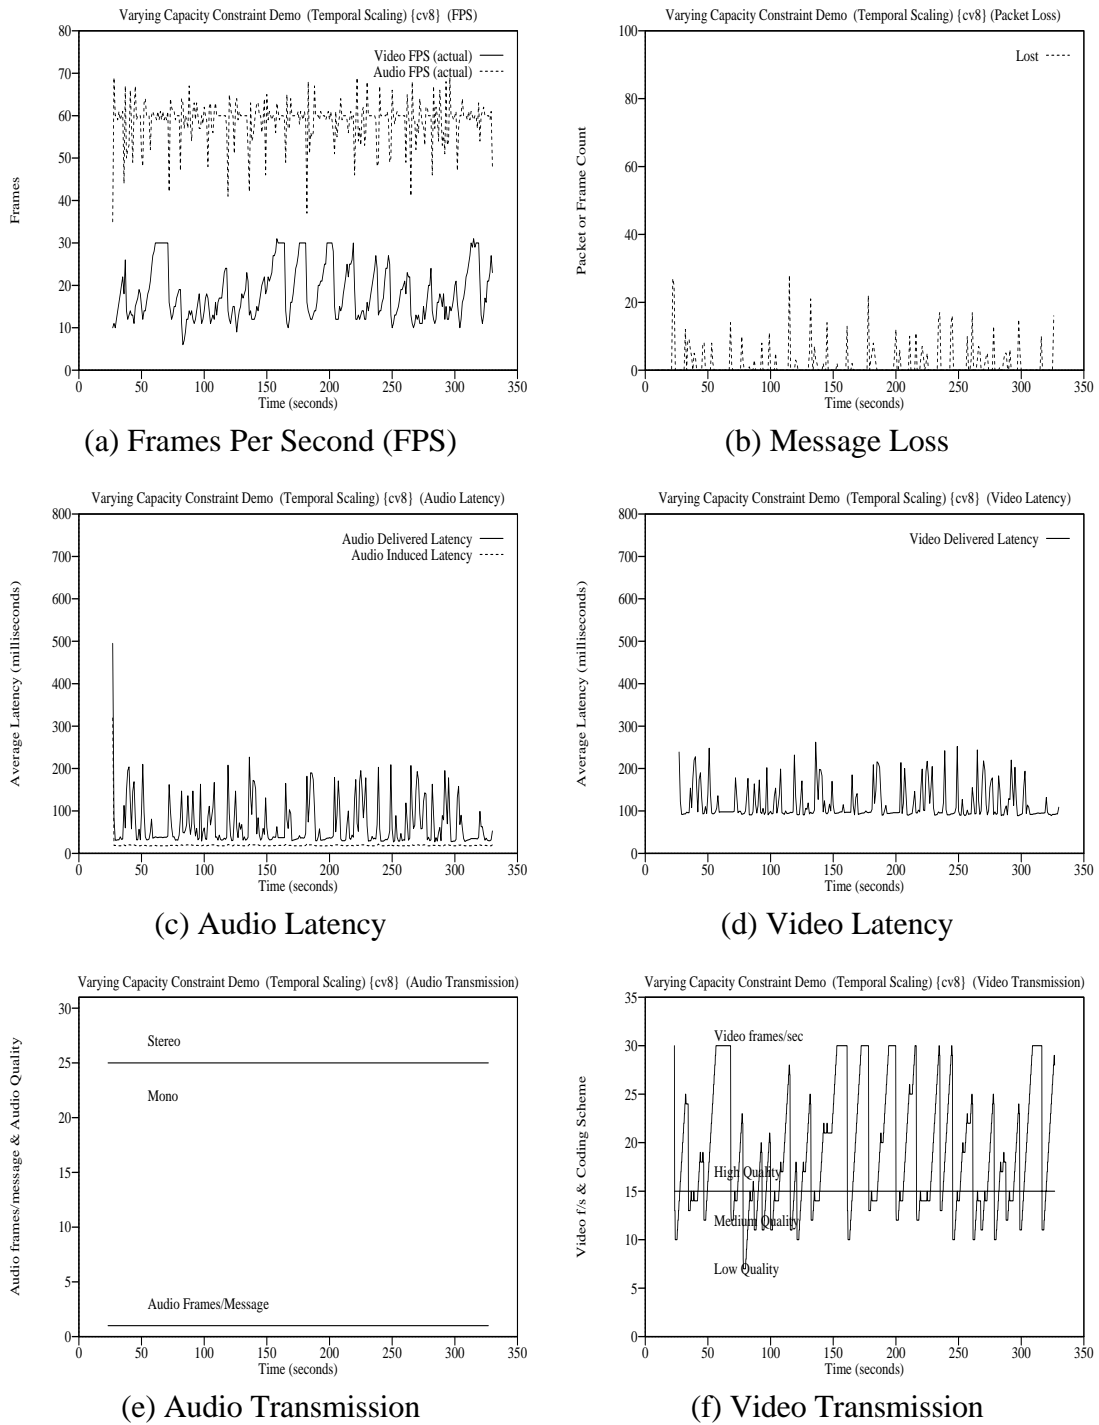 Varying Capacity Constraint Demo (Temporal Scaling) {cv8} (FPS)
80
70
60
50
40
30
20
10
0
Frames
Video FPS (actual)
Audio FPS (actual)
0 50 100 150 200 250 300 350
Time (seconds)
(a) Frames Per Second (FPS)
Varying Capacity Constraint Demo (Temporal Scaling) {cv8} (Packet Loss)
100
80
60
40
20
0
Packet or Frame Count
Lost
0 50 100 150 200 250 300 350
Time (seconds)
(b) Message Loss
Varying Capacity Constraint Demo (Temporal Scaling) {cv8} (Audio Latency)
800
700
600
500
400
300
200
100
0
Average Latency (milliseconds)
Audio Delivered Latency
Audio Induced Latency
0 50 100 150 200 250 300 350
Time (seconds)
(c) Audio Latency
Varying Capacity Constraint Demo (Temporal Scaling) {cv8} (Video Latency)
800
700
600
500
400
300
200
100
0
Average Latency (milliseconds)
Video Delivered Latency
0 50 100 150 200 250 300 350
Time (seconds)
(d) Video Latency
Varying Capacity Constraint Demo (Temporal Scaling) {cv8} (Audio Transmission)
30
25
20
15
10
5
0
Audio frames/message & Audio Quality
Stereo
Mono
Audio Frames/Message
0 50 100 150 200 250 300 350
Time (seconds)
(e) Audio Transmission
Varying Capacity Constraint Demo (Temporal Scaling) {cv8} (Video Transmission)
35
30
25
20
15
10
5
0
Video f/s & Coding Scheme
Video frames/sec
High Quality
Medium Quality
Low Quality
0 50 100 150 200 250 300 350
Time (seconds)
(f) Video Transmission